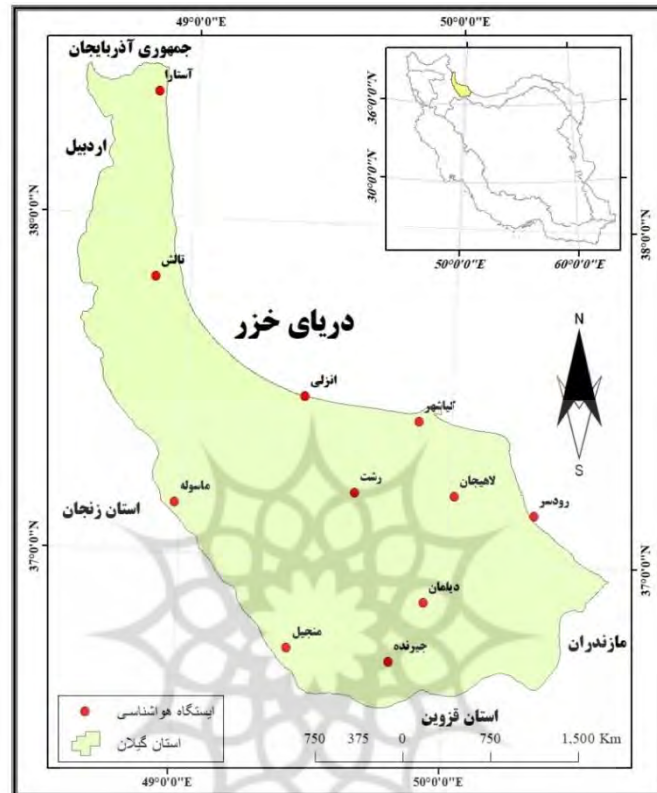 49°0'0"E
50°0'0"E
جمهوری آذربایجان
آستارا
36°0'0"N
30°0'0"N
50°0'0"E
60°0'0"E
اردبیل
38°0'0"N
38°0'0"N
تالش
دریای خزر
N
S
انزلی
کیاشهر
ماسوله
رشت
لاهیجان
رودسر
استان زنجان
37°0'0"N
37°0'0"N
دیلمان
منجیل
جیرنده
مازندران
ایستگاه هواشناسی
استان گیلان
استان قزوین
750 375 0 750 1,500 Km
49°0'0"E
50°0'0"E